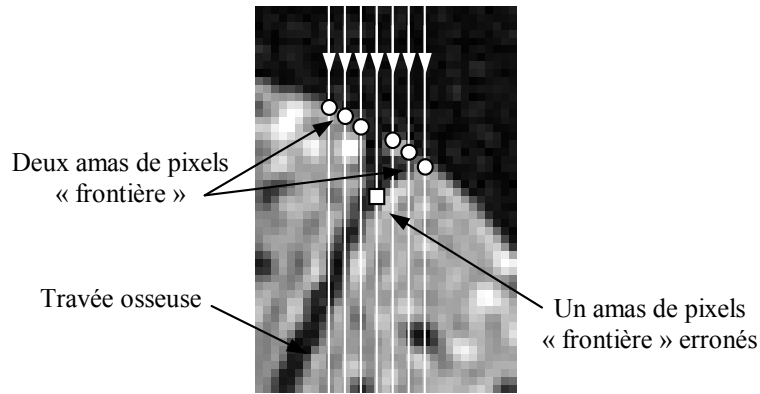 Deux amas de pixels
« frontière »
Travée osseuse
Un amas de pixels
« frontière » erronés